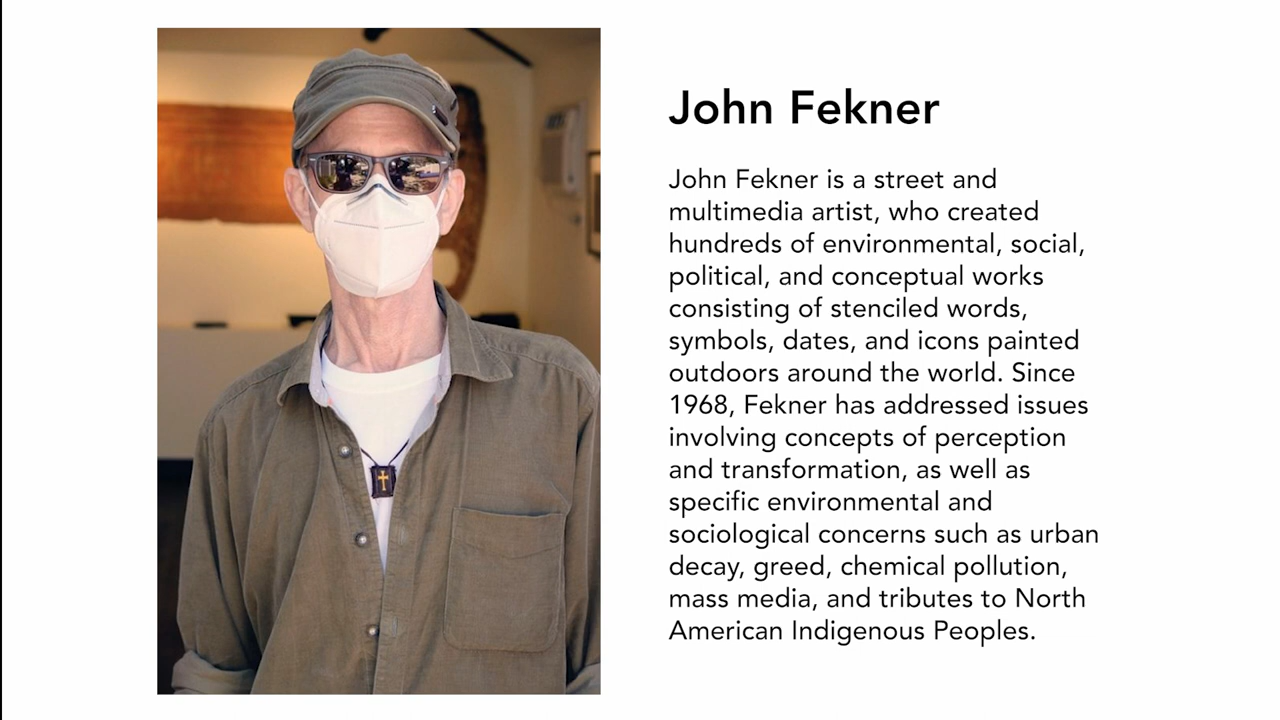 John Fekner
John Fekner is a street and
multimedia artist, who created
hundreds of environmental, social,
political, and conceptual works
consisting of stenciled words,
symbols, dates, and icons painted
outdoors around the world. Since
1968, Fekner has addressed issues
involving concepts of perception
and transformation, as well as
specific environmental and
sociological concerns such as urban
decay, greed, chemical pollution,
mass media, and tributes to North
American Indigenous Peoples.